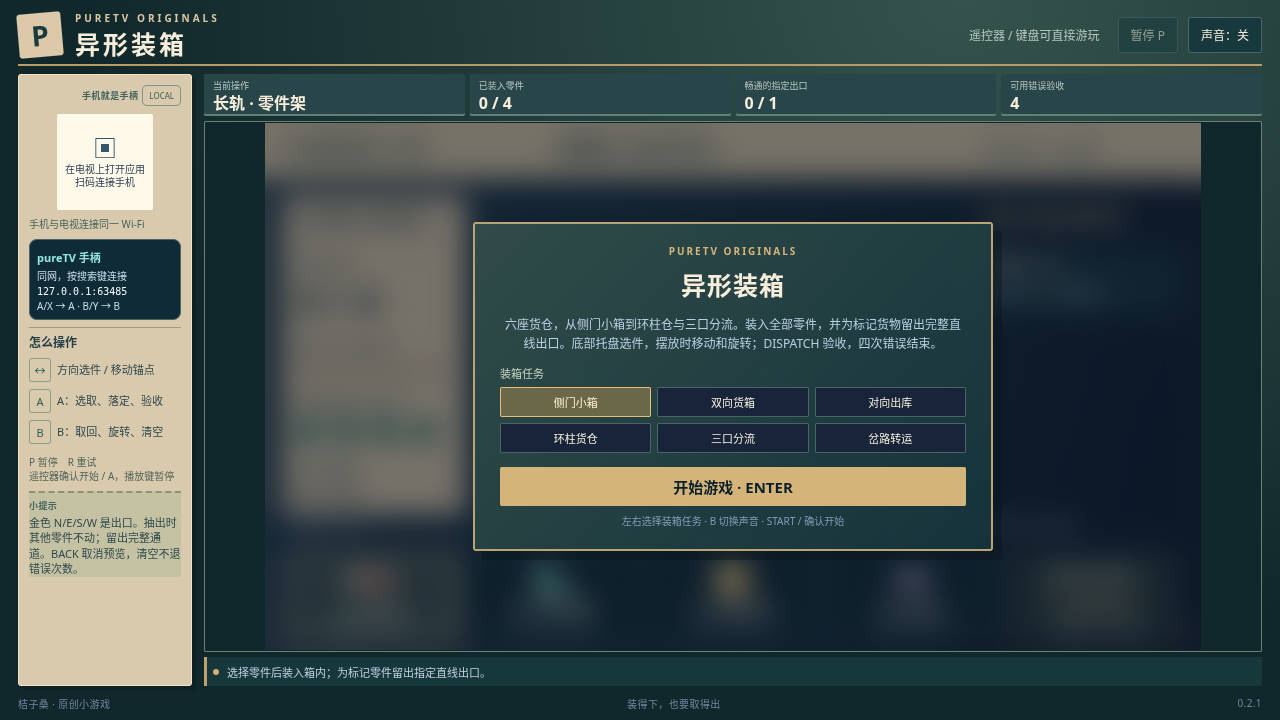 P
PURETV ORIGINALS
异形装箱
遥控器 / 键盘可直接游玩
暂停 P
声音：关
手机就是手柄
LOCAL
在电视上打开应用
扫码连接手机
手机与电视连接同一 Wi-Fi
pureTV 手柄
同网，按搜索键连接
127.0.0.1:63485
A/X → A · B/Y → B
怎么操作
↔ 方向选件 / 移动锚点
A A：选取、落定、验收
B B：取回、旋转、清空
P 暂停 R 重试
遥控器确认开始 / A，播放键暂停
小提示
金色 N/E/S/W 是出口。抽出时
其他零件不动；留出完整通
道。BACK 取消预览，清空不退
错误次数。
当前操作
长轨 · 零件架
已装入零件
0 / 4
畅通的指定出口
0 / 1
可用错误验收
4
PURETV ORIGINALS
异形装箱
六座货仓，从侧门小箱到环柱仓与三口分流。装入全部零件，并为标记货物留出完整直
线出口。底部托盘选件，摆放时移动和旋转；DISPATCH 验收，四次错误结束。
装箱任务
侧门小箱
双向货箱
对向出库
环柱货仓
三口分流
岔路转运
开始游戏 · ENTER
左右选择装箱任务 · B 切换声音 · START / 确认开始
选择零件后装入箱内；为标记零件留出指定直线出口。
桔子桑 · 原创小游戏
装得下，也要取得出
0.2.1